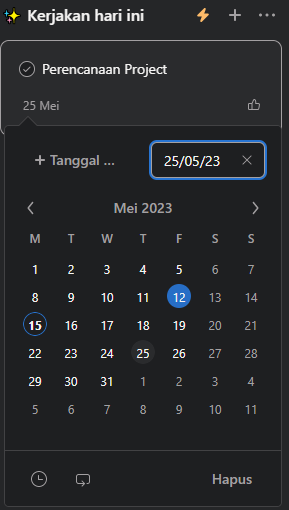 Kerjakan hari ini
Perencanaan Project
25 Mei
+ Tanggal ... 25/05/23
Mei 2023
M T W T F S S
1 2 3 4 5 6 7
8 9 10 11 12 13 14
15 16 17 18 19 20 21
22 23 24 25 26 27 28
29 30 31 1 2 3 4
5 6 7 8 9 10 11
Hapus